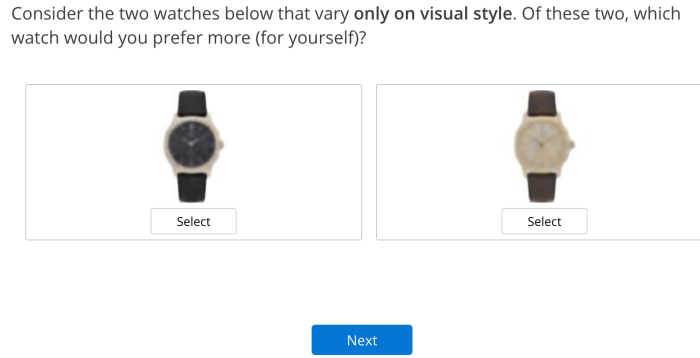 Consider the two watches below that vary only on visual style. Of these two, which
watch would you prefer more (for yourself)?
Select
Select
Next